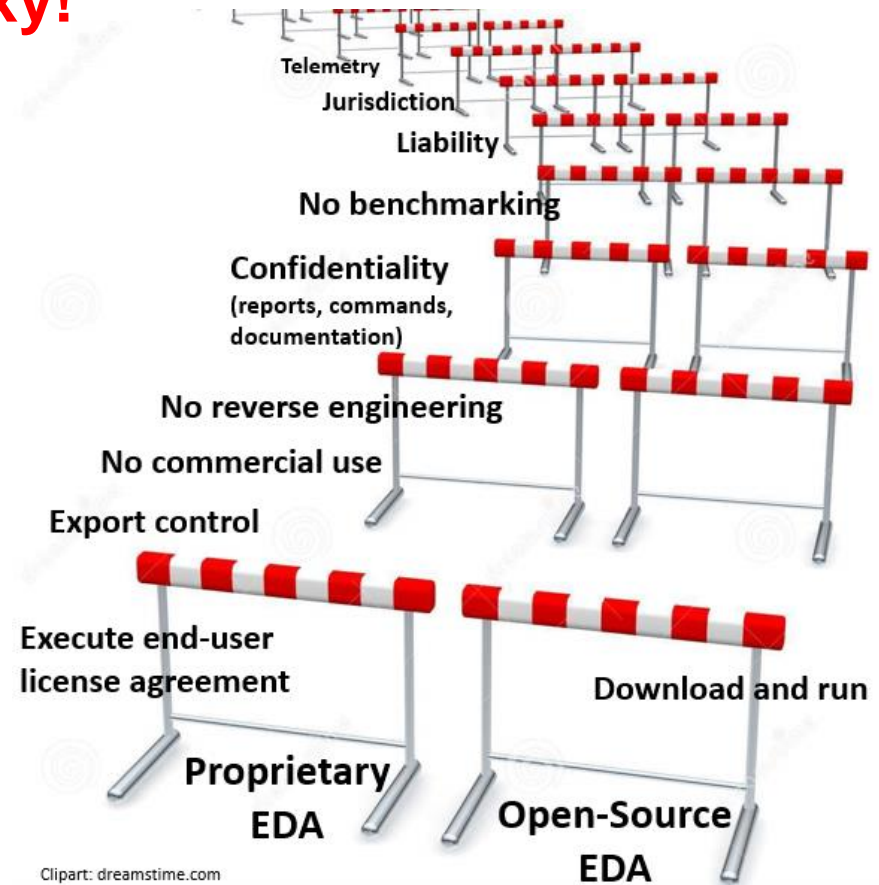 ky!
Telemetry
Jurisdiction
Liability
No benchmarking
Confidentiality
(reports, commands,
documentation)
No reverse engineering
No commercial use
Export control
Execute end-user
license agreement
Download and run
Proprietary
EDA
Open-Source
EDA
Clipart: dreamstime.com